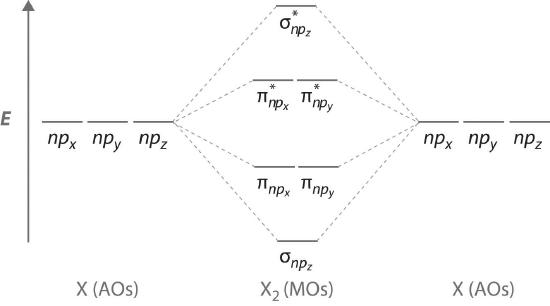 σ*npz
π*npx π*npy
E
npx npy npz npx npy npz
πnpx πnpy
σnpz
X (AOs) X2 (MOs) X (AOs)